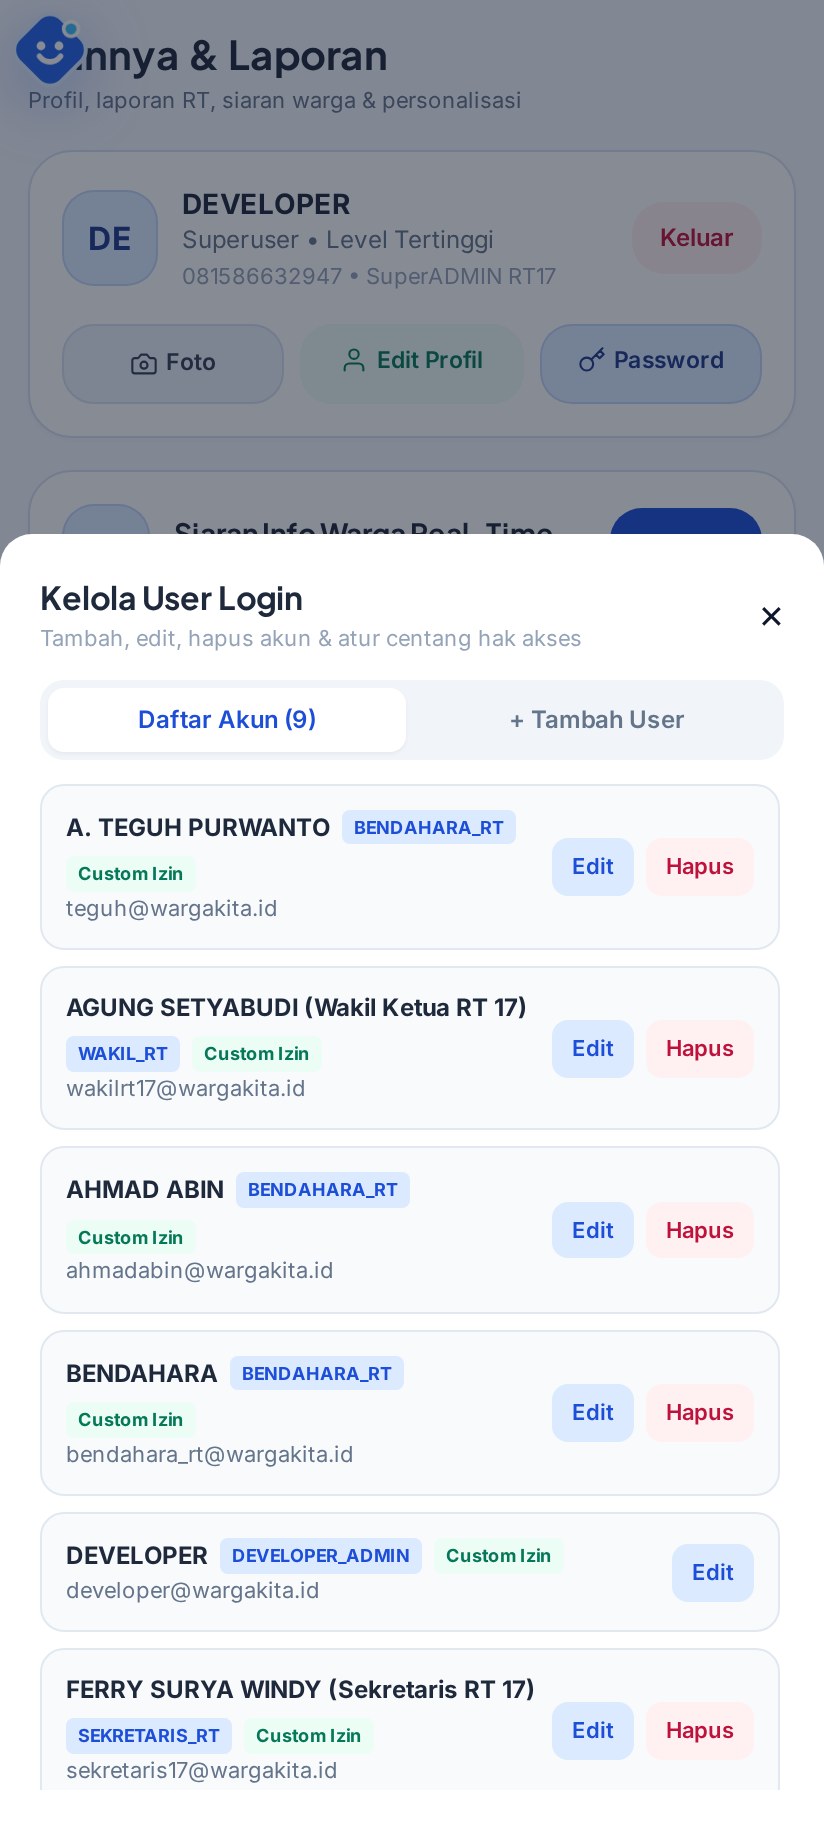 nnya & Laporan
Profil, laporan RT, siaran warga & personalisasi
DE
DEVELOPER
Superuser • Level Tertinggi
081586632947 • SuperADMIN RT17
Keluar
Foto
Edit Profil
Password
Siaran Info Warga Real-Time
Kelola User Login
Tambah, edit, hapus akun & atur centang hak akses
Daftar Akun (9)
+ Tambah User
A. TEGUH PURWANTO BENDAHARA_RT
Custom Izin
teguh@wargakita.id
Edit Hapus
AGUNG SETYABUDI (Wakil Ketua RT 17)
WAKIL_RT Custom Izin
wakilrt17@wargakita.id
Edit Hapus
AHMAD ABIN BENDAHARA_RT
Custom Izin
ahmadabin@wargakita.id
Edit Hapus
BENDAHARA BENDAHARA_RT
Custom Izin
bendahara_rt@wargakita.id
Edit Hapus
DEVELOPER DEVELOPER_ADMIN Custom Izin
developer@wargakita.id
Edit
FERRY SURYA WINDY (Sekretaris RT 17)
SEKRETARIS_RT Custom Izin
sekretaris17@wargakita.id
Edit Hapus